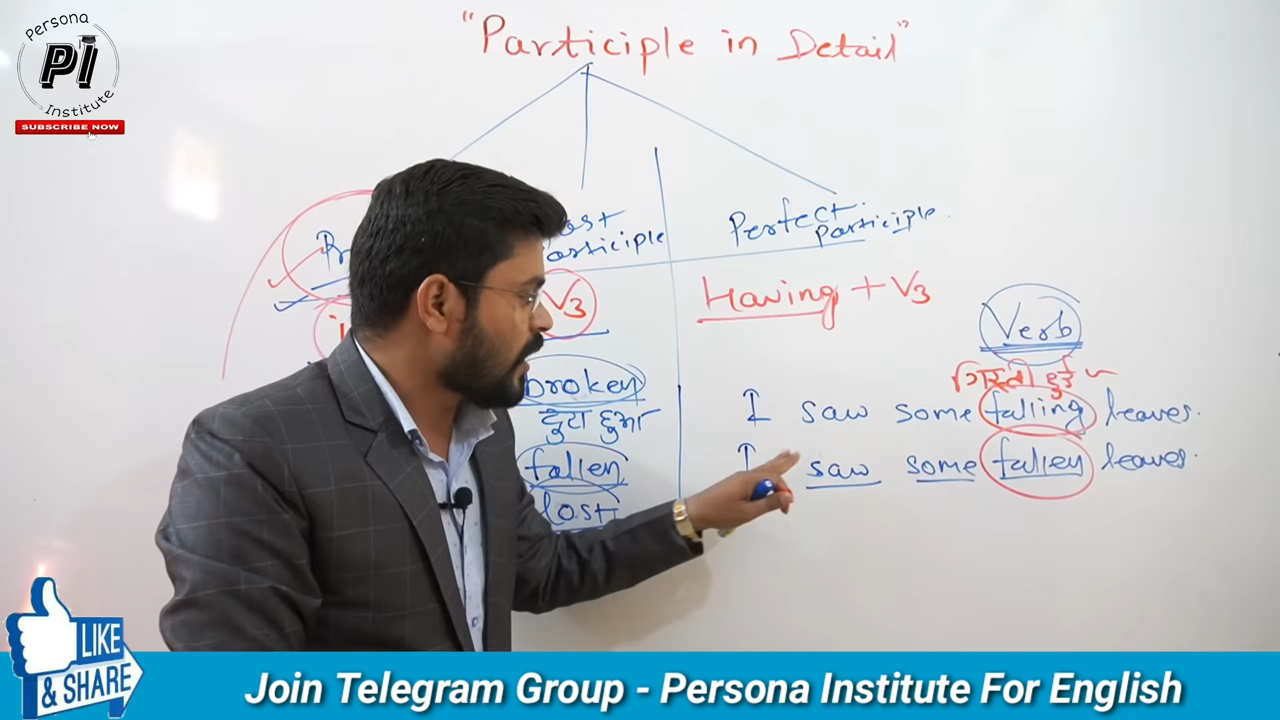 Persona
PI
Institute
SUBSCRIBE NOW
"Participle in Detail"
Participle
Perfect
participle
V3
Having + V3
Verb
broken
टुटा हुआ
fallen
lost
गिरती हुई
I saw some falling leaves.
I saw some fallen leaves.
LIKE
& SHARE
Join Telegram Group - Persona Institute For English